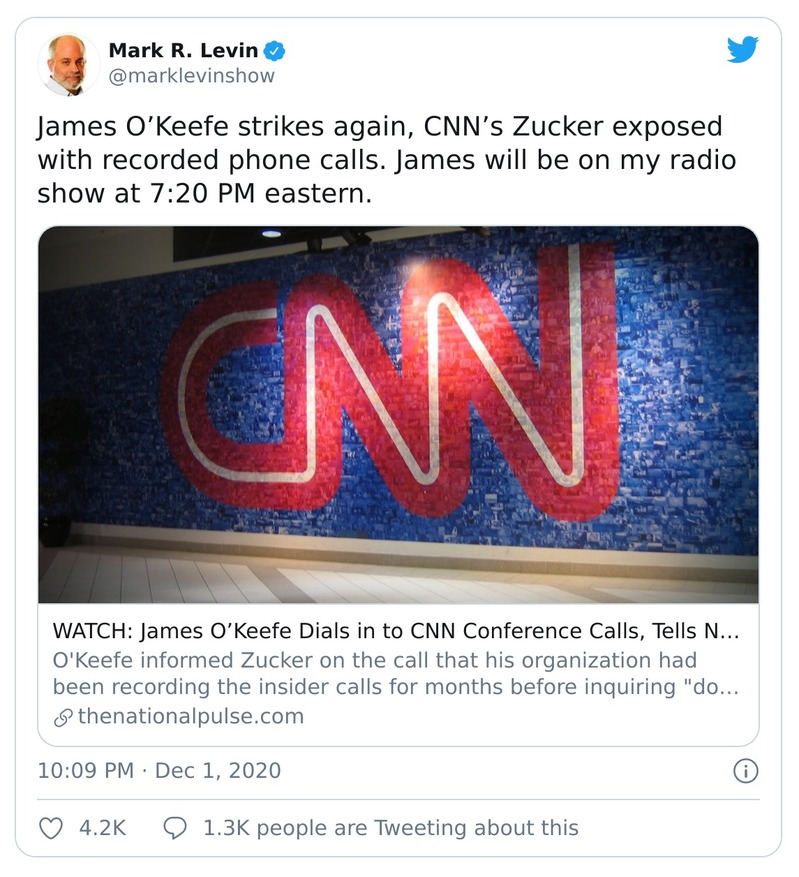 Mark R. Levin
@marklevinshow
James O’Keefe strikes again, CNN’s Zucker exposed
with recorded phone calls. James will be on my radio
show at 7:20 PM eastern.
CNN
WATCH: James O’Keefe Dials in to CNN Conference Calls, Tells N…
O'Keefe informed Zucker on the call that his organization had
been recording the insider calls for months before inquiring "do…
thenationalpulse.com
10:09 PM · Dec 1, 2020
4.2K 1.3K people are Tweeting about this